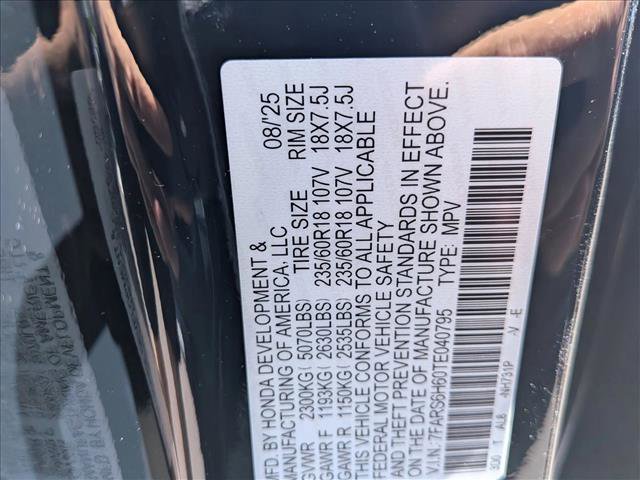 MFD. BY HONDA DEVELOPMENT & 08/'25
MANUFACTURING OF AMERICA, LLC
TIRE SIZE RIM SIZE
GVWR 2300KG( 5070LBS)
GAWR F 1193KG( 2630LBS) 235/60R18 107V 18X7.5J
GAWR R 1150KG( 2535LBS) 235/60R18 107V 18X7.5J
THIS VEHICLE CONFORMS TO ALL APPLICABLE
FEDERAL MOTOR VEHICLE SAFETY
AND THEFT PREVENTION STANDARDS IN EFFECT
ON THE DATE OF MANUFACTURE SHOWN ABOVE.
V.I.N. :7FARS6H60TE040795 TYPE: MPV
3D0 T ALB -NH731P -V -E